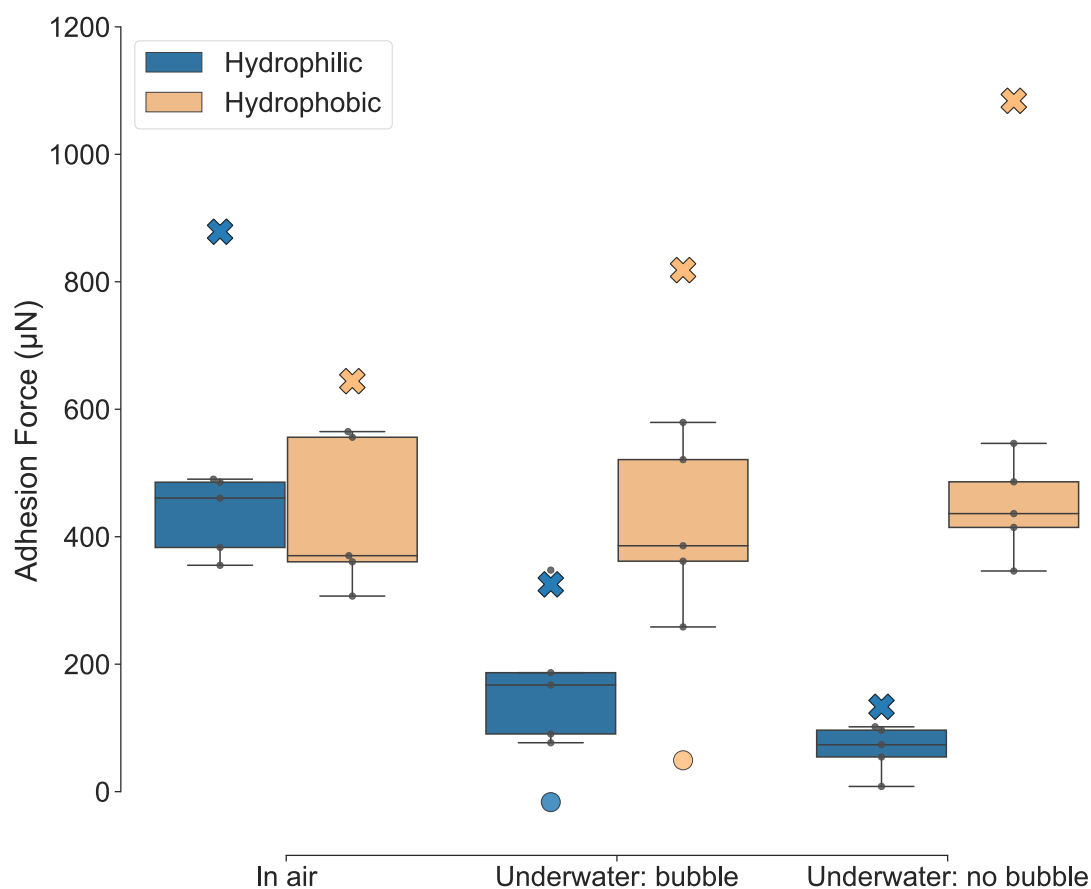 1200
1000
800
600
400
200
0
Adhesion Force (µN)
Hydrophilic
Hydrophobic
In air
Underwater: bubble
Underwater: no bubble